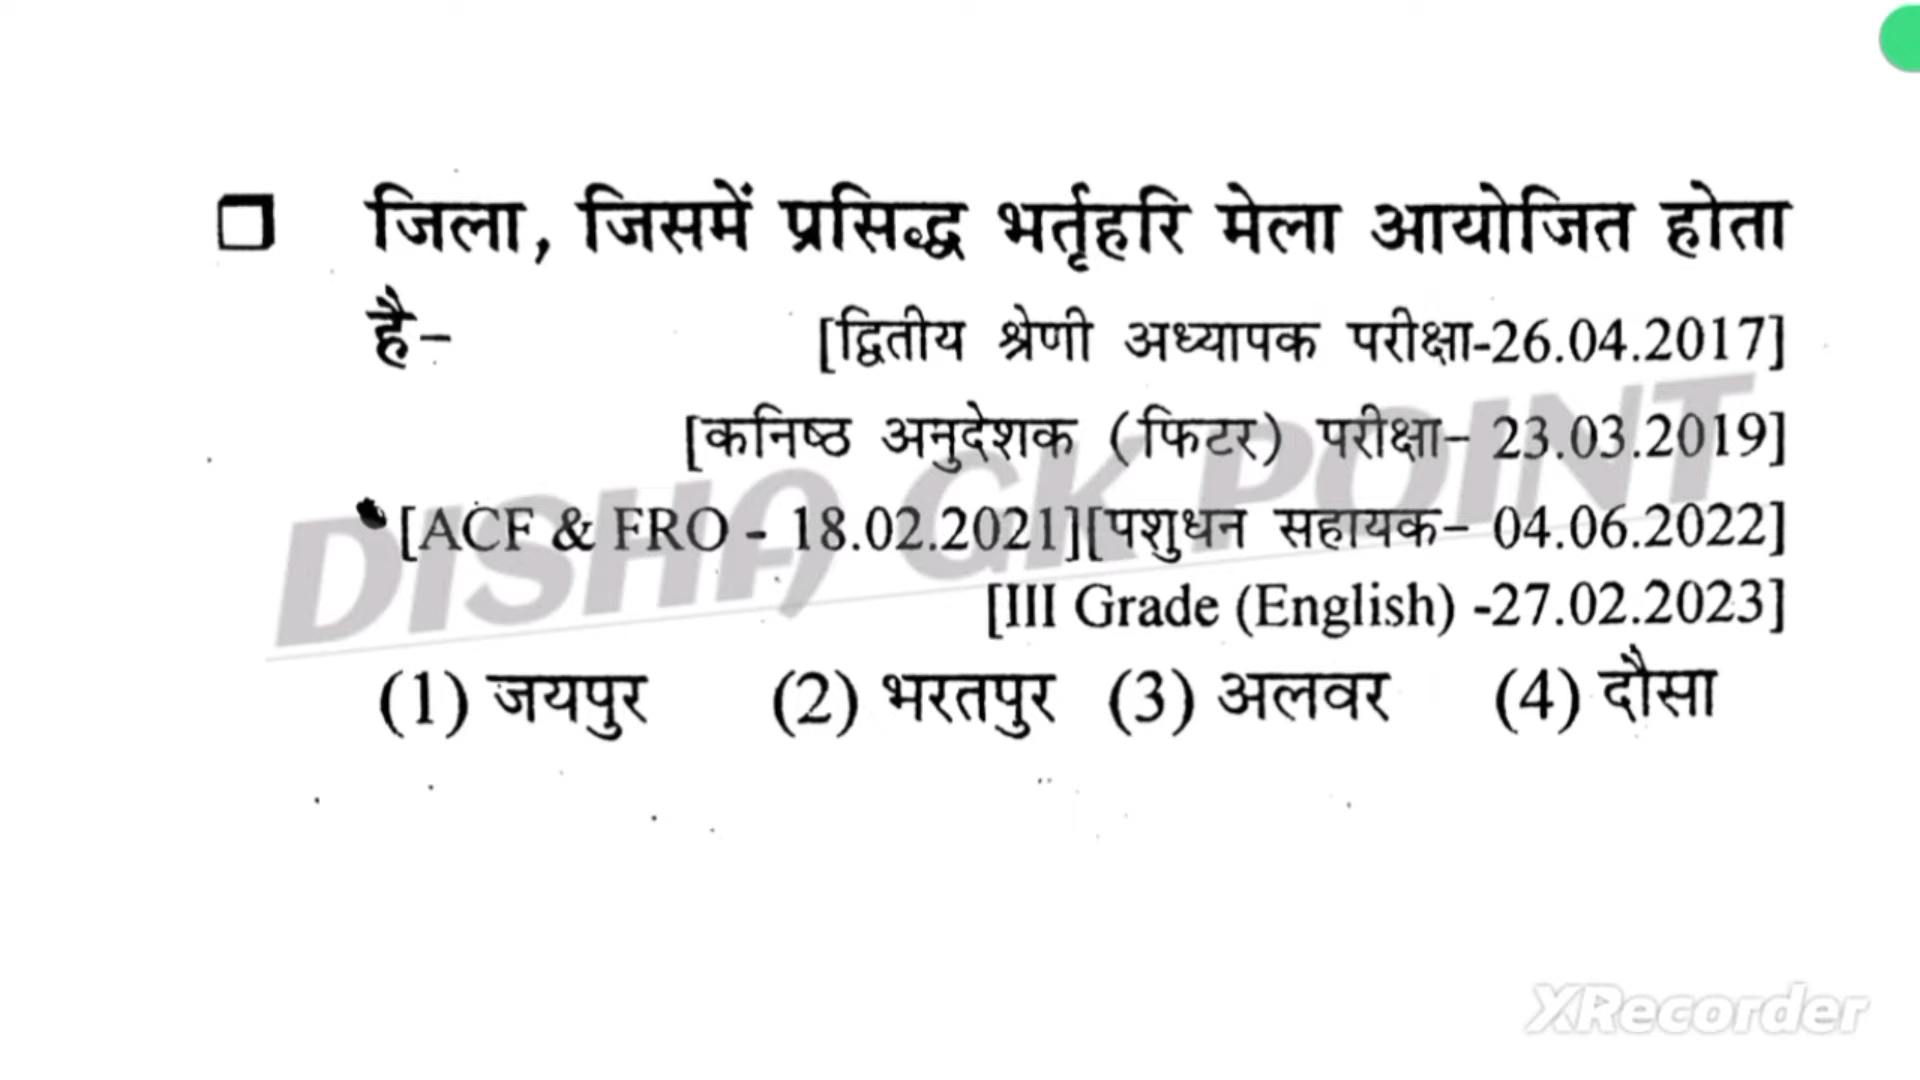 जिला, जिसमें प्रसिद्ध भर्तृहरि मेला आयोजित होता
है- [द्वितीय श्रेणी अध्यापक परीक्षा-26.04.2017]
[कनिष्ठ अनुदेशक (फिटर) परीक्षा- 23.03.2019]
[ACF & FRO - 18.02.2021][पशुधन सहायक- 04.06.2022]
[III Grade (English) -27.02.2023]
(1) जयपुर (2) भरतपुर (3) अलवर (4) दौसा
DISHA GK POINT
XRecorder